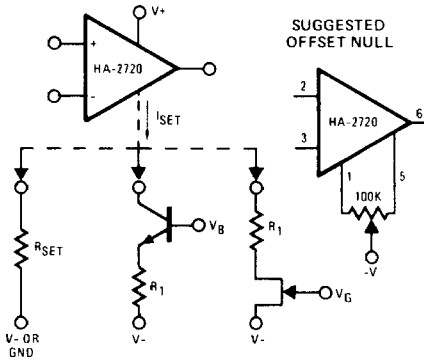 V+
+
HA-2720
-
ISET
RSET
V- OR
GND
VB
R1
V-
R1
VG
V-
SUGGESTED
OFFSET NULL
2
HA-2720
6
3
1
5
100K
-V